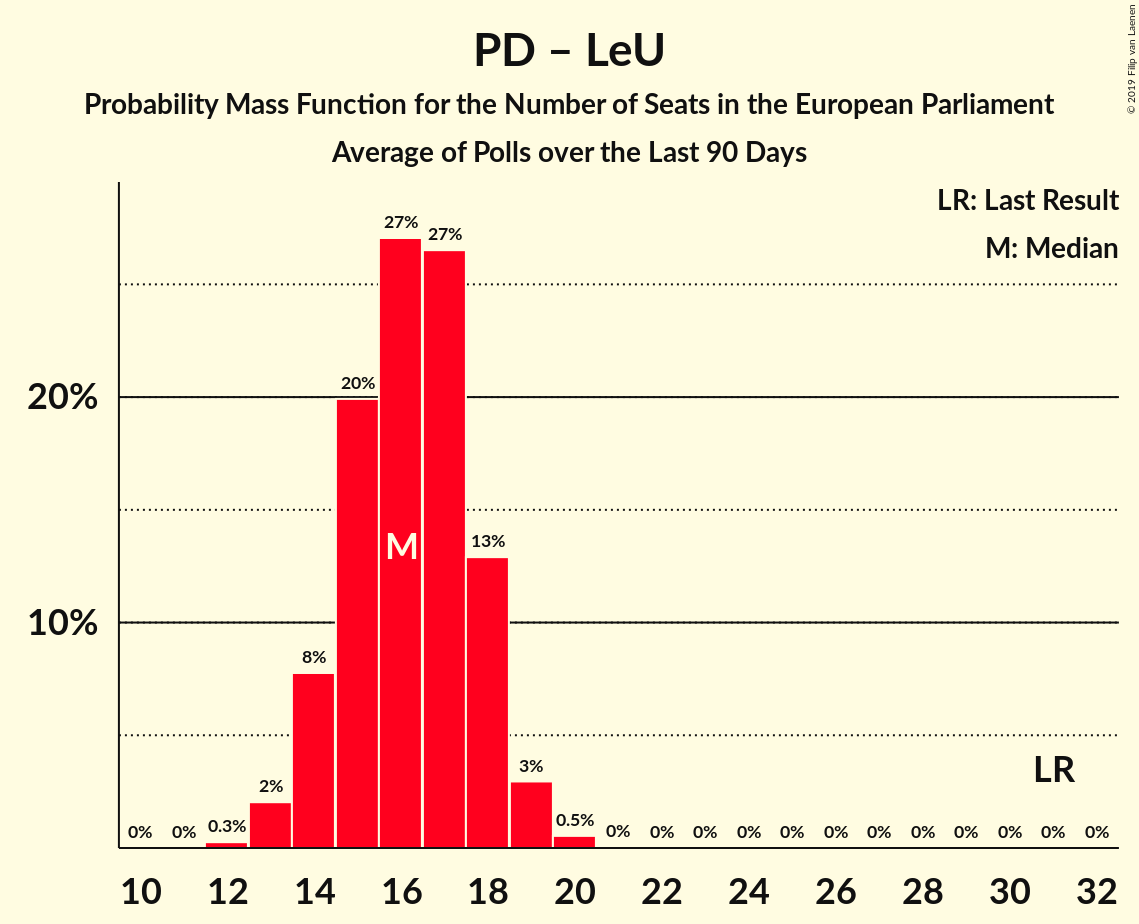 PD – LeU
Probability Mass Function for the Number of Seats in the European Parliament
Average of Polls over the Last 90 Days
© 2019 Filip van Laenen
LR: Last Result
M: Median
27%
27%
20%
20%
M
13%
10%
8%
3%
LR
2%
0% 0% 0.3% 0.5% 0% 0% 0% 0% 0% 0% 0% 0% 0% 0% 0% 0%
10 12 14 16 18 20 22 24 26 28 30 32